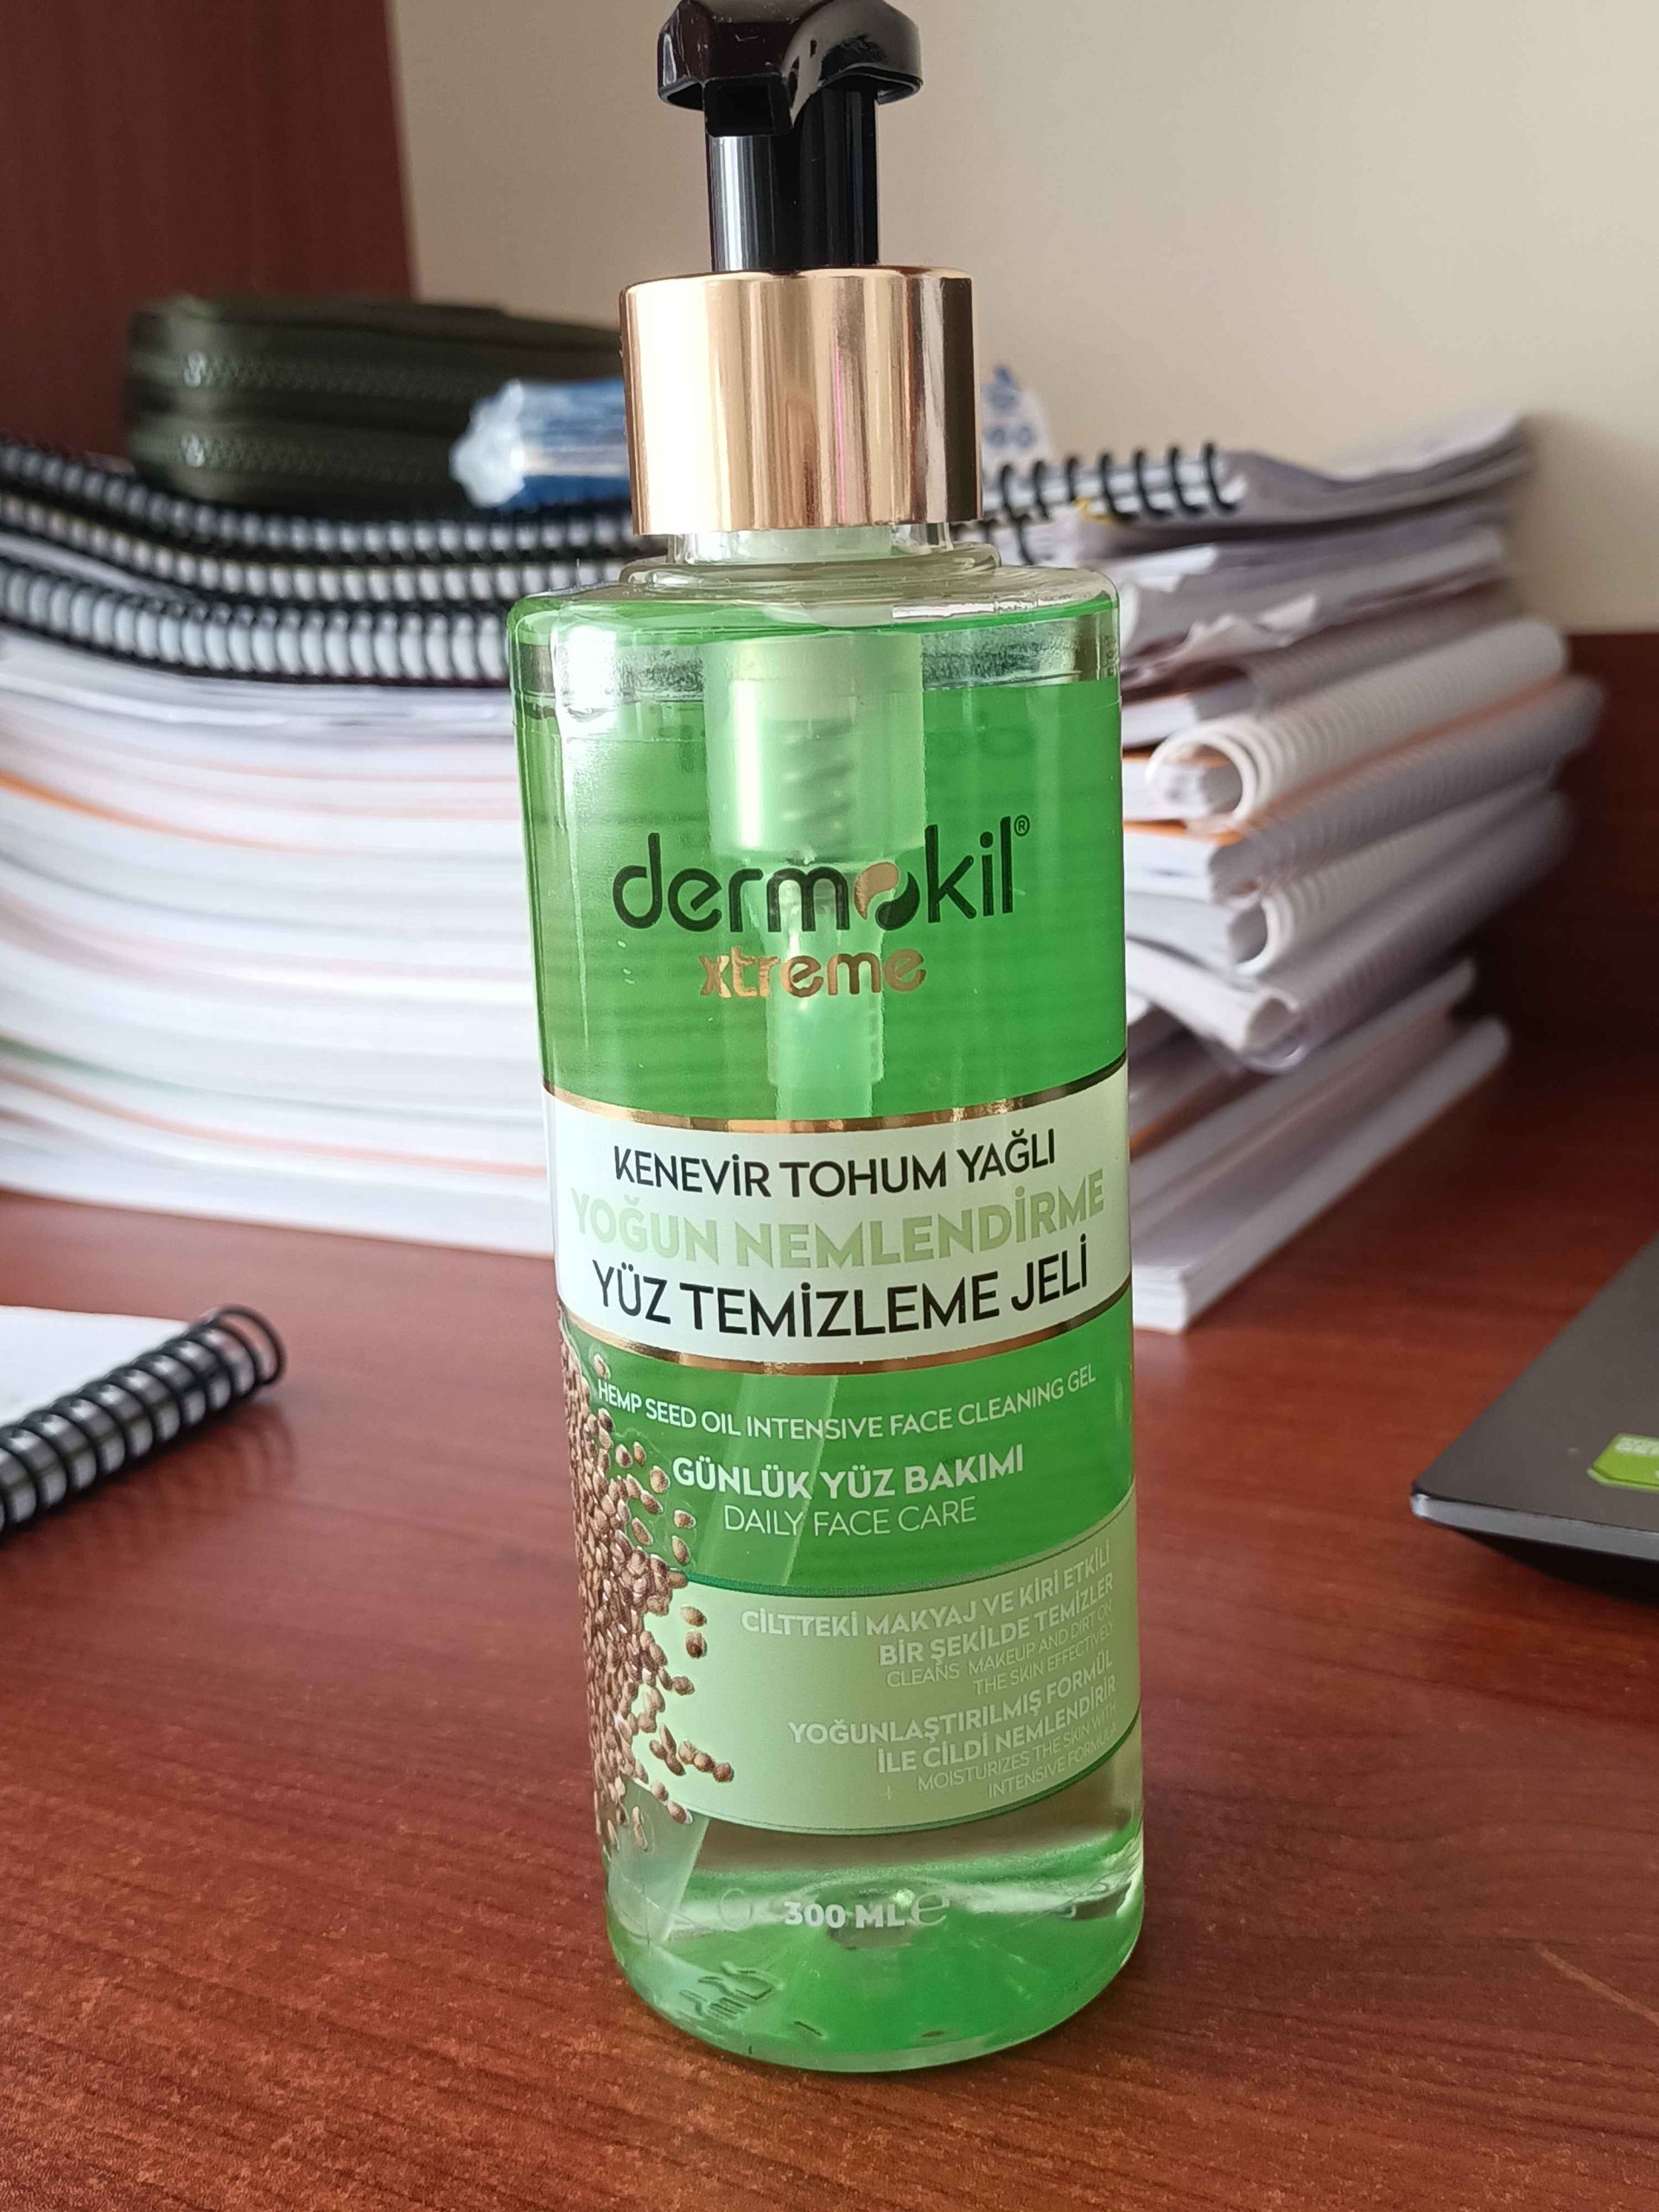 dermokil®
xtreme
KENEVİR TOHUM YAĞLI
YOĞUN NEMLENDİRME
YÜZ TEMİZLEME JELİ
HEMP SEED OIL INTENSIVE FACE CLEANING GEL
GÜNLÜK YÜZ BAKIMI
DAILY FACE CARE
CİLTTEKİ MAKYAJ VE KİRİ ETKİLİ
BİR ŞEKİLDE TEMİZLER
CLEANS MAKEUP AND DIRT ON
THE SKIN EFFECTIVELY
YOĞUNLAŞTIRILMIŞ FORMÜL
İLE CİLDİ NEMLENDİRİR
MOISTURIZES THE SKIN WITH
INTENSIVE FORMULA
300 ML ℮